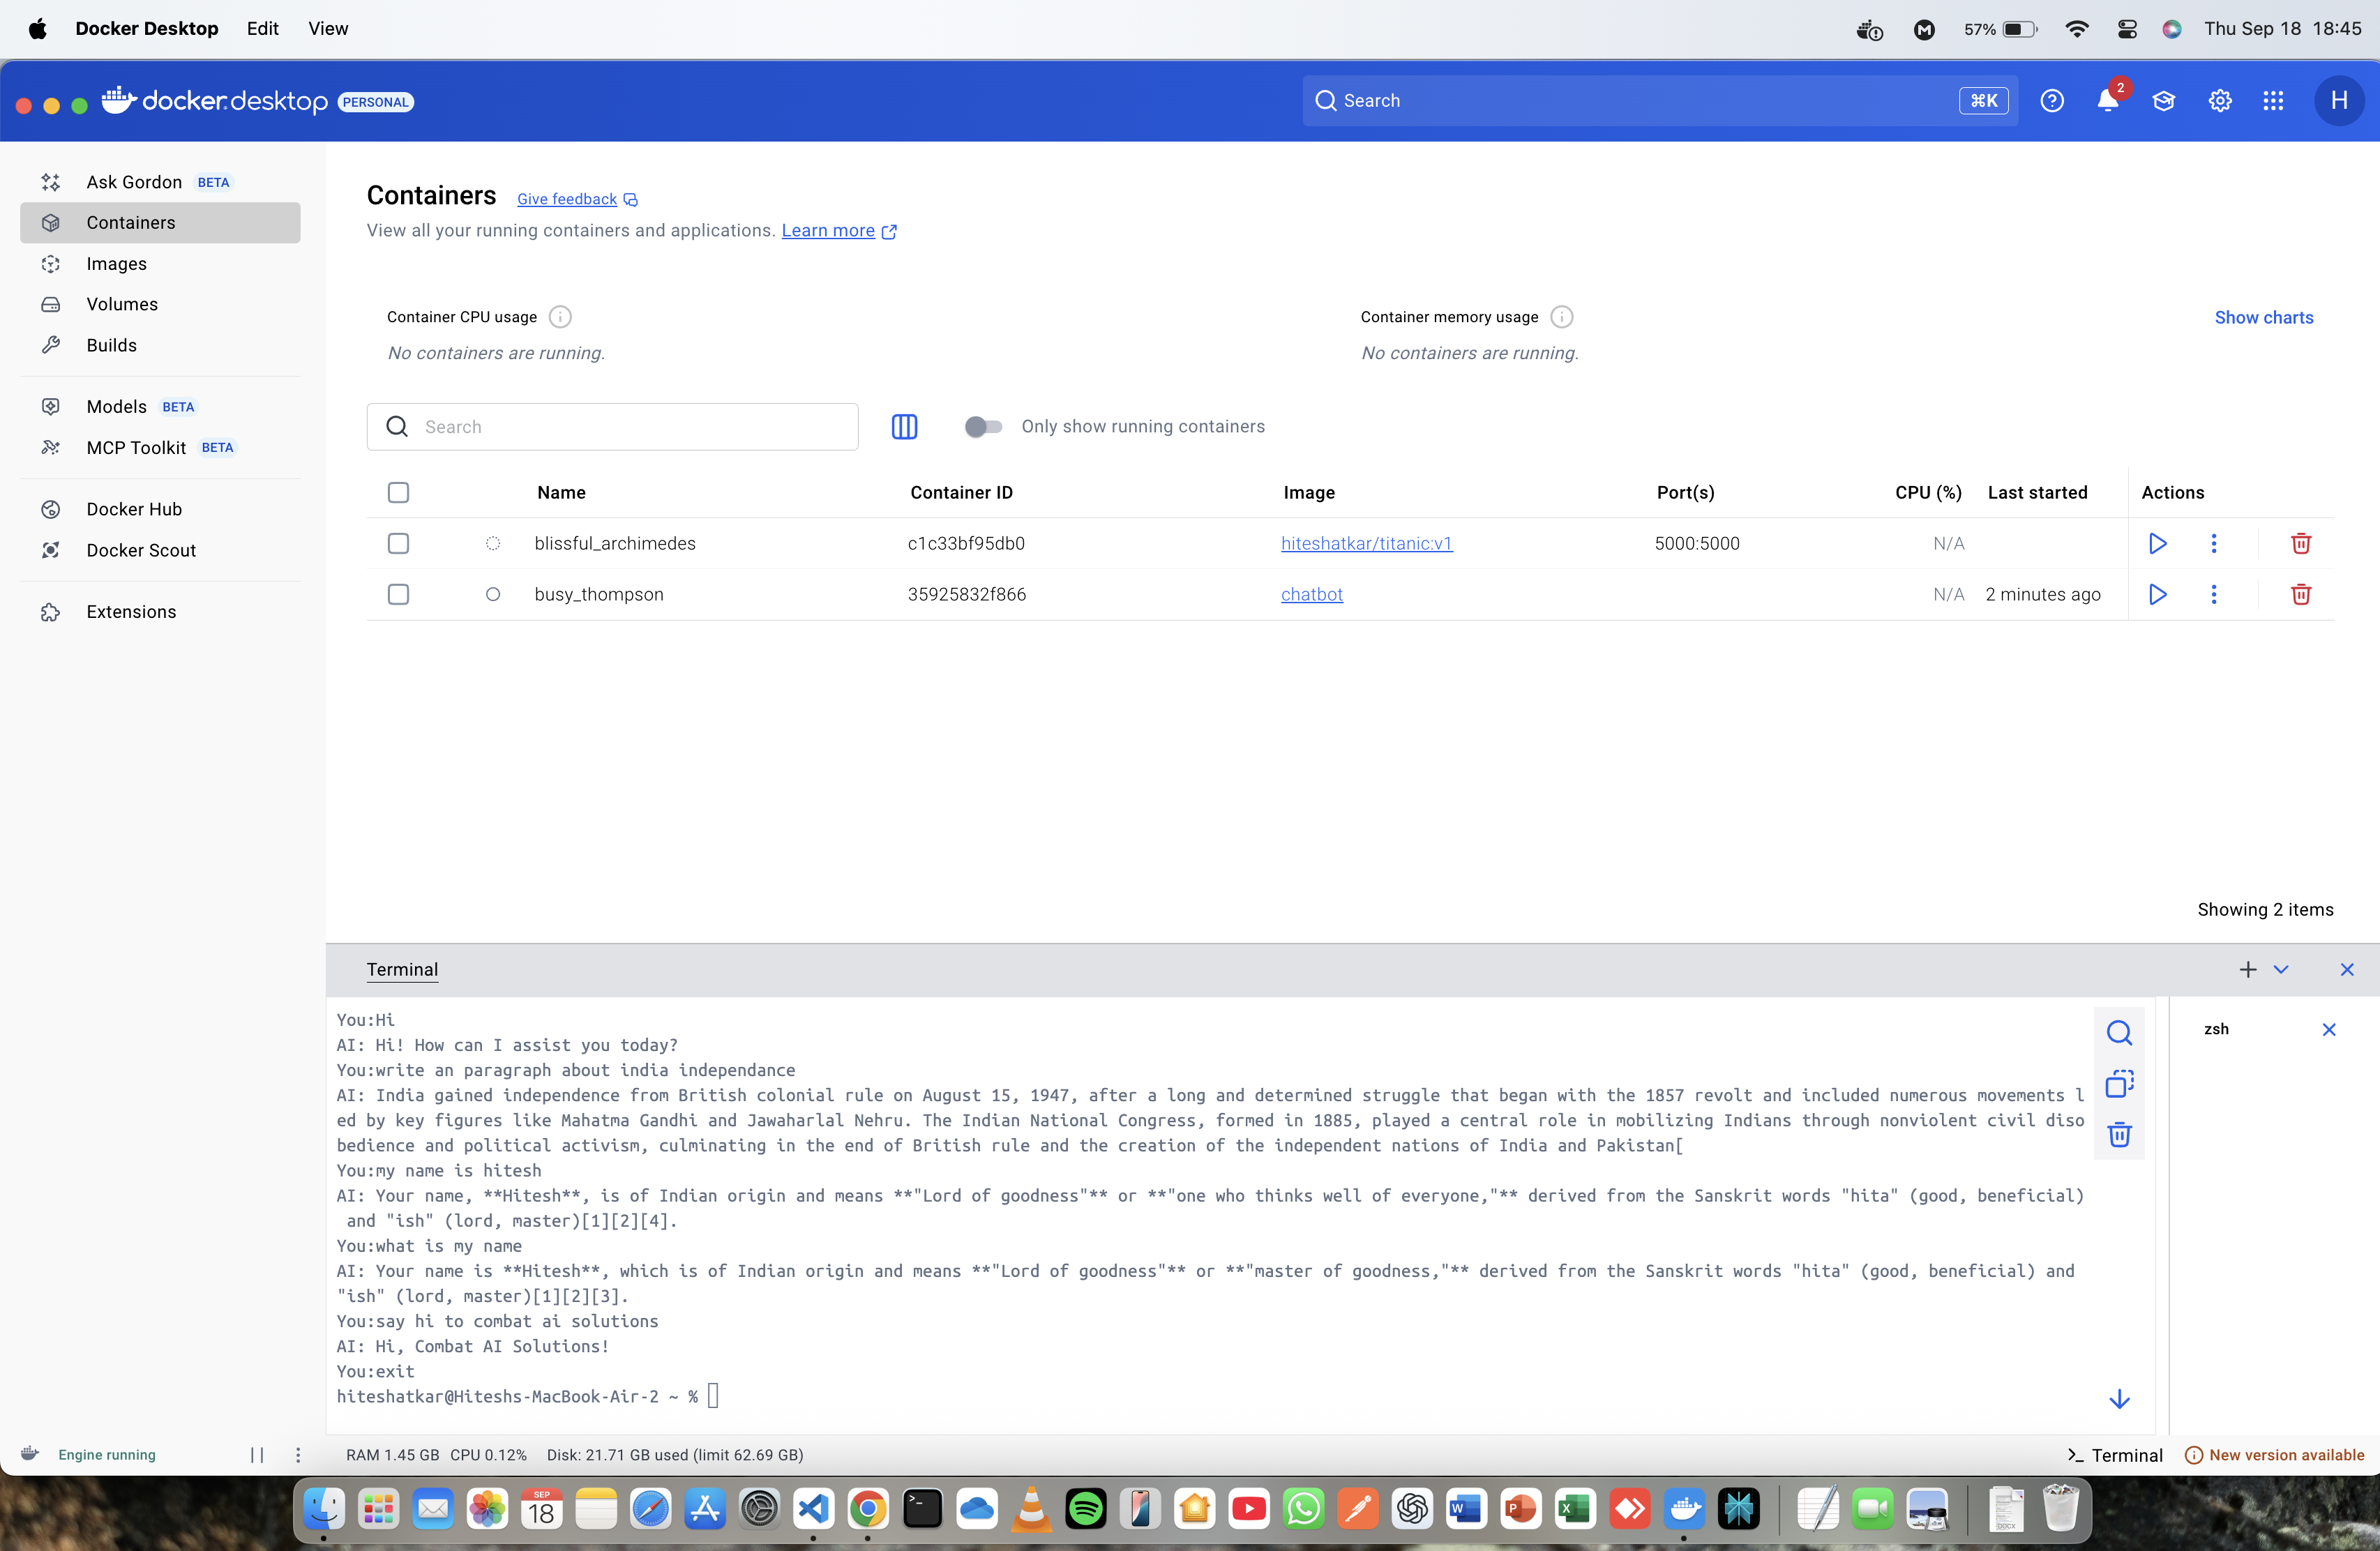 Docker Desktop Edit View 57% Thu Sep 18 18:45
docker.desktop PERSONAL Search ⌘K 2 H
Ask Gordon BETA
Containers
Images
Volumes
Builds
Models BETA
MCP Toolkit BETA
Docker Hub
Docker Scout
Extensions
Containers Give feedback
View all your running containers and applications. Learn more
Container CPU usage Container memory usage Show charts
No containers are running. No containers are running.
Search Only show running containers
Name Container ID Image Port(s) CPU (%) Last started Actions
blissful_archimedes c1c33bf95db0 hiteshatkar/titanic:v1 5000:5000 N/A
busy_thompson 35925832f866 chatbot N/A 2 minutes ago
Showing 2 items
Terminal
zsh
You:Hi
AI: Hi! How can I assist you today?
You:write an paragraph about india independance
AI: India gained independence from British colonial rule on August 15, 1947, after a long and determined struggle that began with the 1857 revolt and included numerous movements l
ed by key figures like Mahatma Gandhi and Jawaharlal Nehru. The Indian National Congress, formed in 1885, played a central role in mobilizing Indians through nonviolent civil diso
bedience and political activism, culminating in the end of British rule and the creation of the independent nations of India and Pakistan[
You:my name is hitesh
AI: Your name, **Hitesh**, is of Indian origin and means **"Lord of goodness"** or **"one who thinks well of everyone,"** derived from the Sanskrit words "hita" (good, beneficial)
and "ish" (lord, master)[1][2][4].
You:what is my name
AI: Your name is **Hitesh**, which is of Indian origin and means **"Lord of goodness"** or **"master of goodness,"** derived from the Sanskrit words "hita" (good, beneficial) and
"ish" (lord, master)[1][2][3].
You:say hi to combat ai solutions
AI: Hi, Combat AI Solutions!
You:exit
hiteshatkar@Hiteshs-MacBook-Air-2 ~ %
Engine running RAM 1.45 GB CPU 0.12% Disk: 21.71 GB used (limit 62.69 GB) >_ Terminal New version available
SEP
18
W
P
X
DOCX